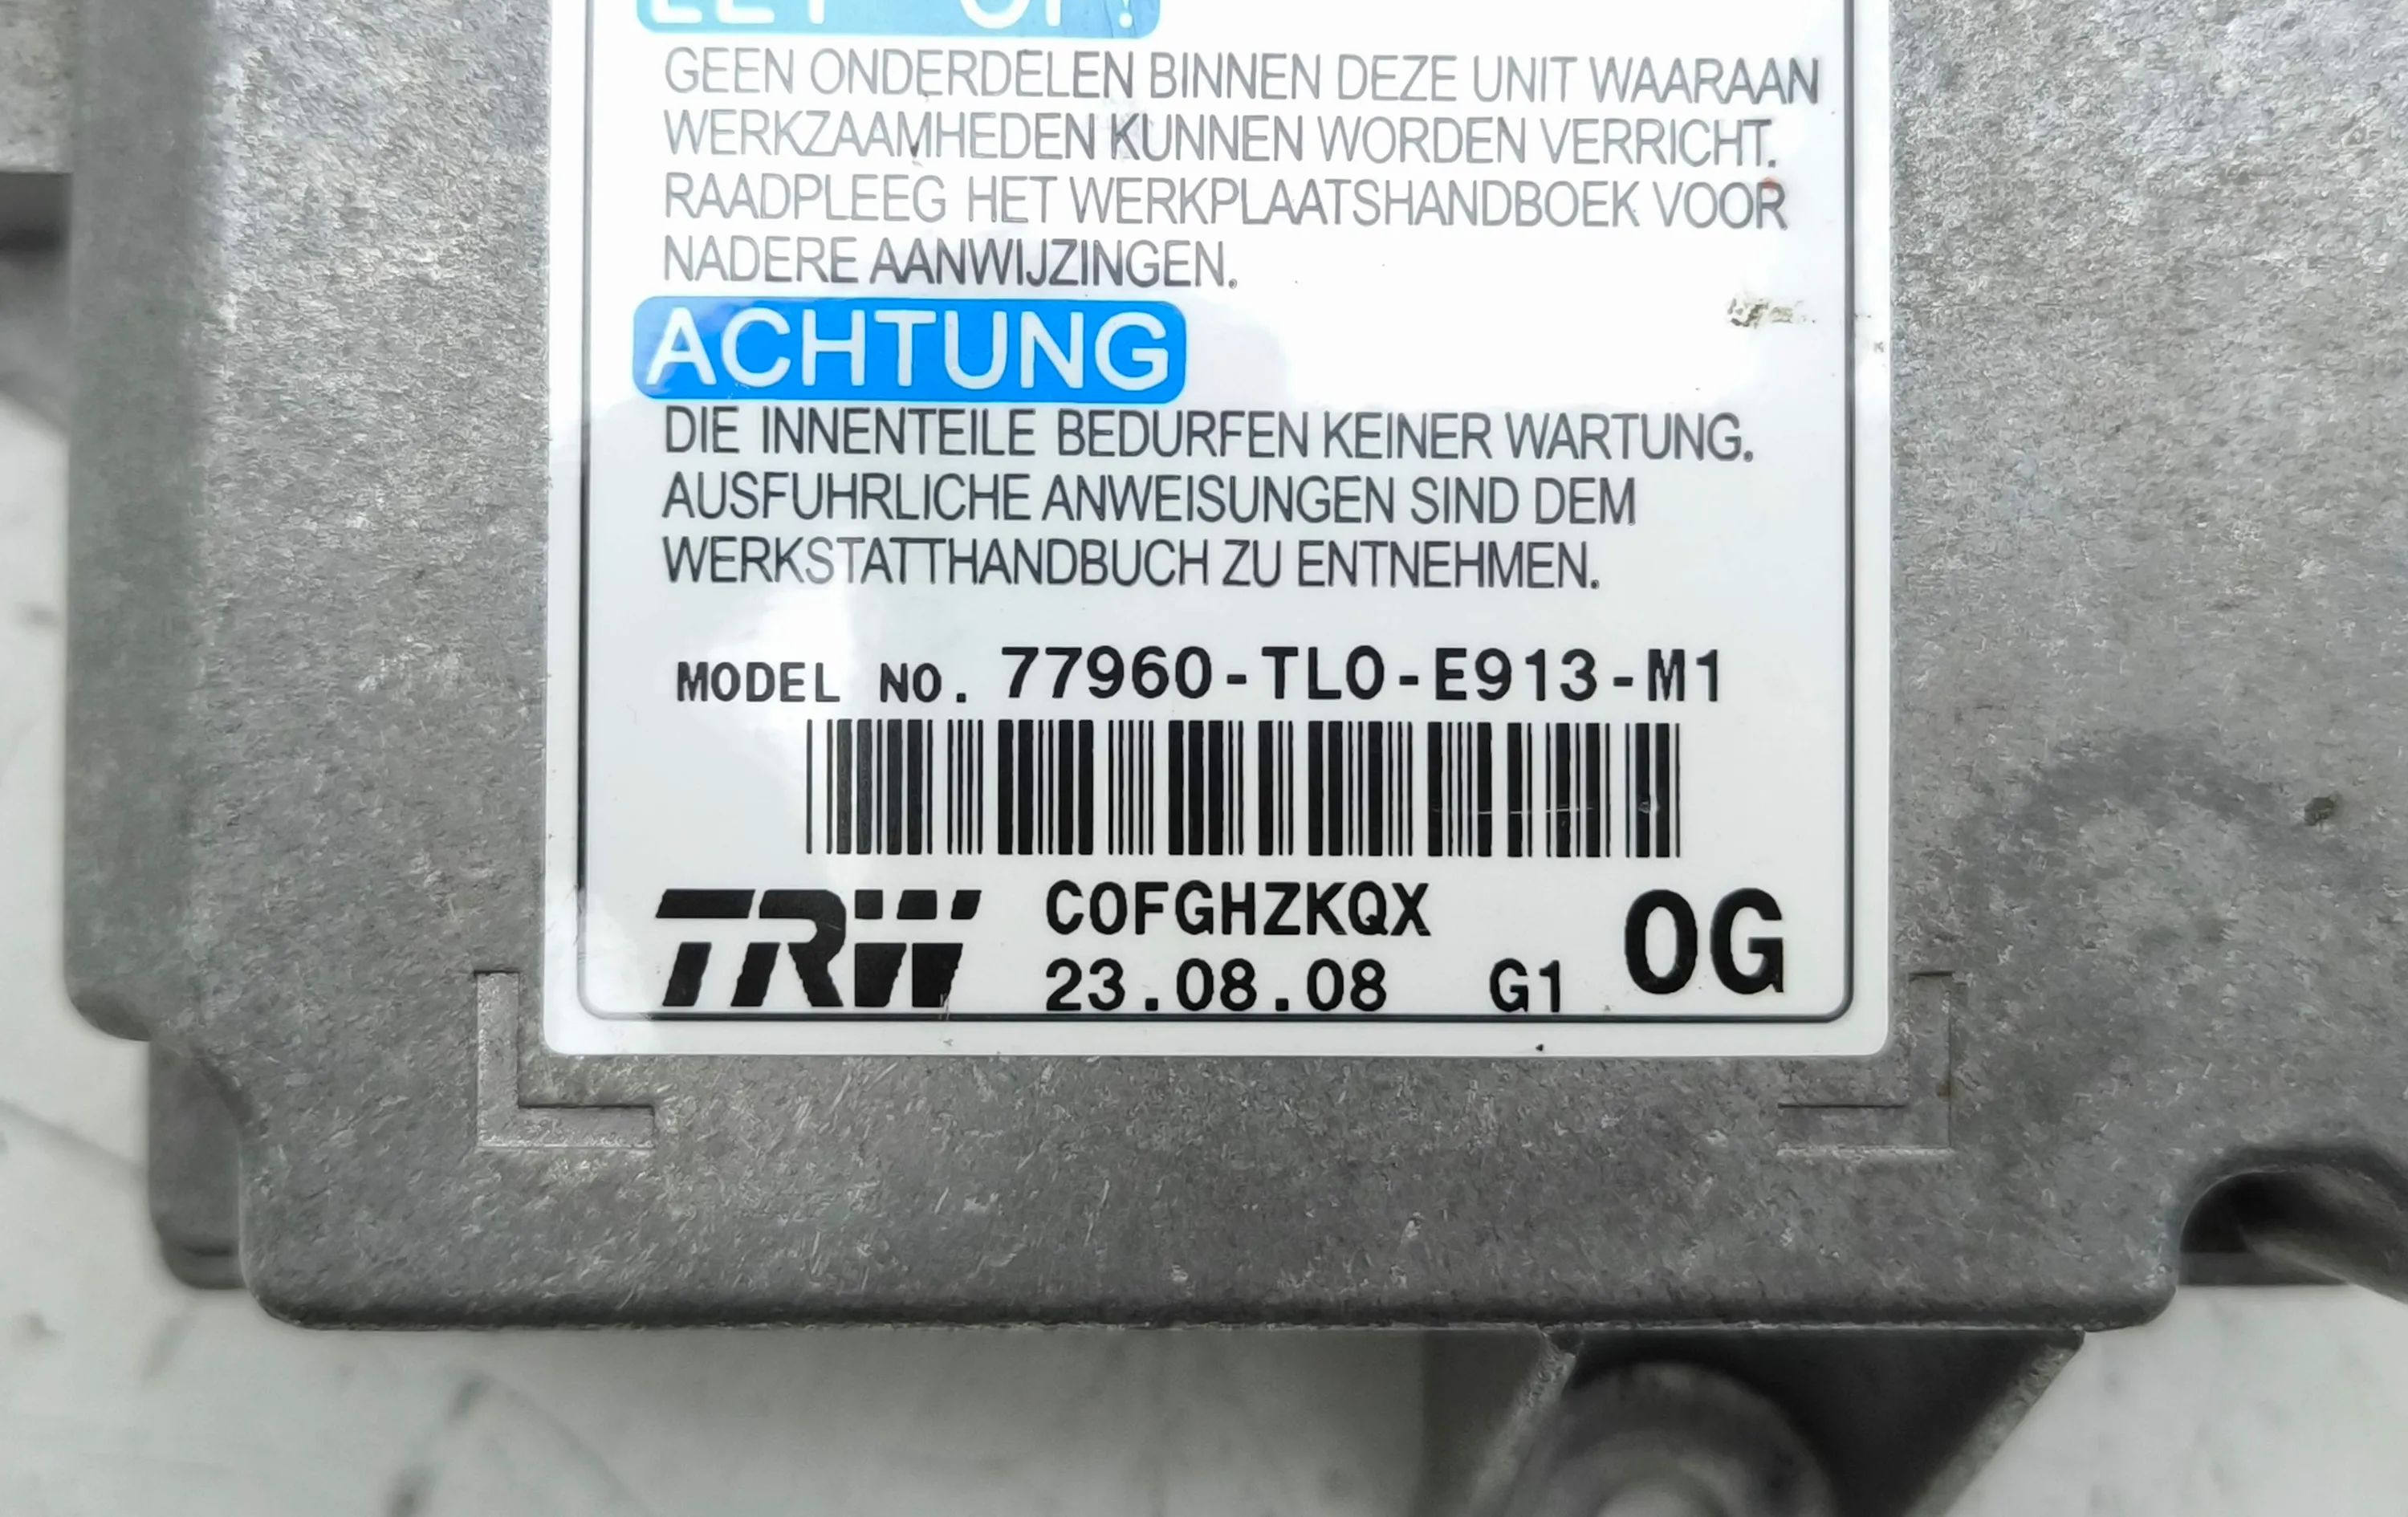 LET OP!
GEEN ONDERDELEN BINNEN DEZE UNIT WAARAAN
WERKZAAMHEDEN KUNNEN WORDEN VERRICHT.
RAADPLEEG HET WERKPLAATSHANDBOEK VOOR
NADERE AANWIJZINGEN.
ACHTUNG
DIE INNENTEILE BEDURFEN KEINER WARTUNG.
AUSFUHRLICHE ANWEISUNGEN SIND DEM
WERKSTATTHANDBUCH ZU ENTNEHMEN.
MODEL NO. 77960-TL0-E913-M1
TRW C0FGHZKQX 0G
23.08.08 G1